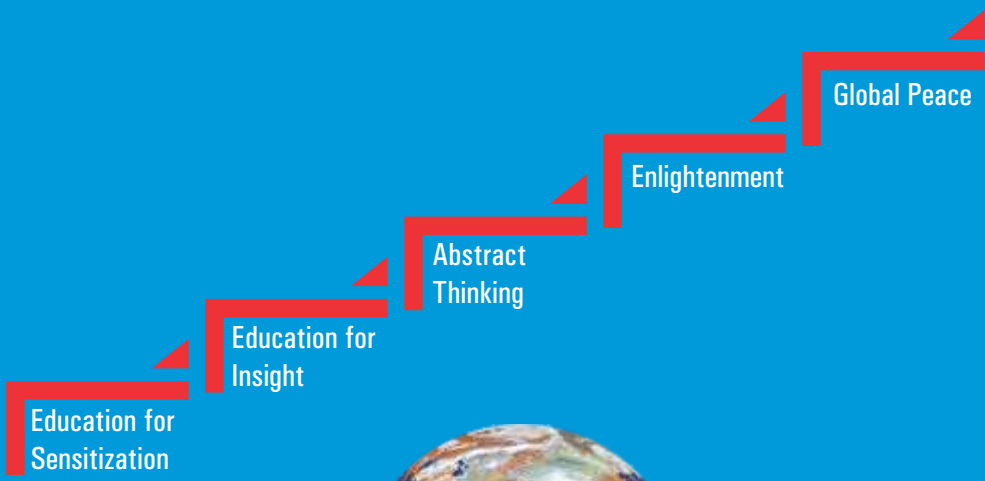 Global Peace
Enlightenment
Abstract
Thinking
Education for
Insight
Education for
Sensitization